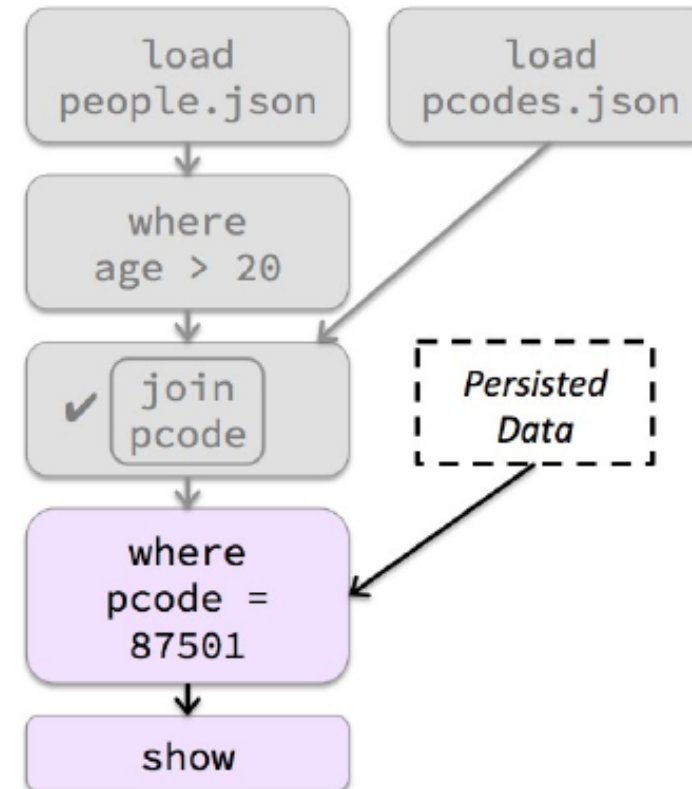 load
people.json
load
pcodes.json
where
age > 20
✔ join
pcode
Persisted
Data
where
pcode =
87501
show